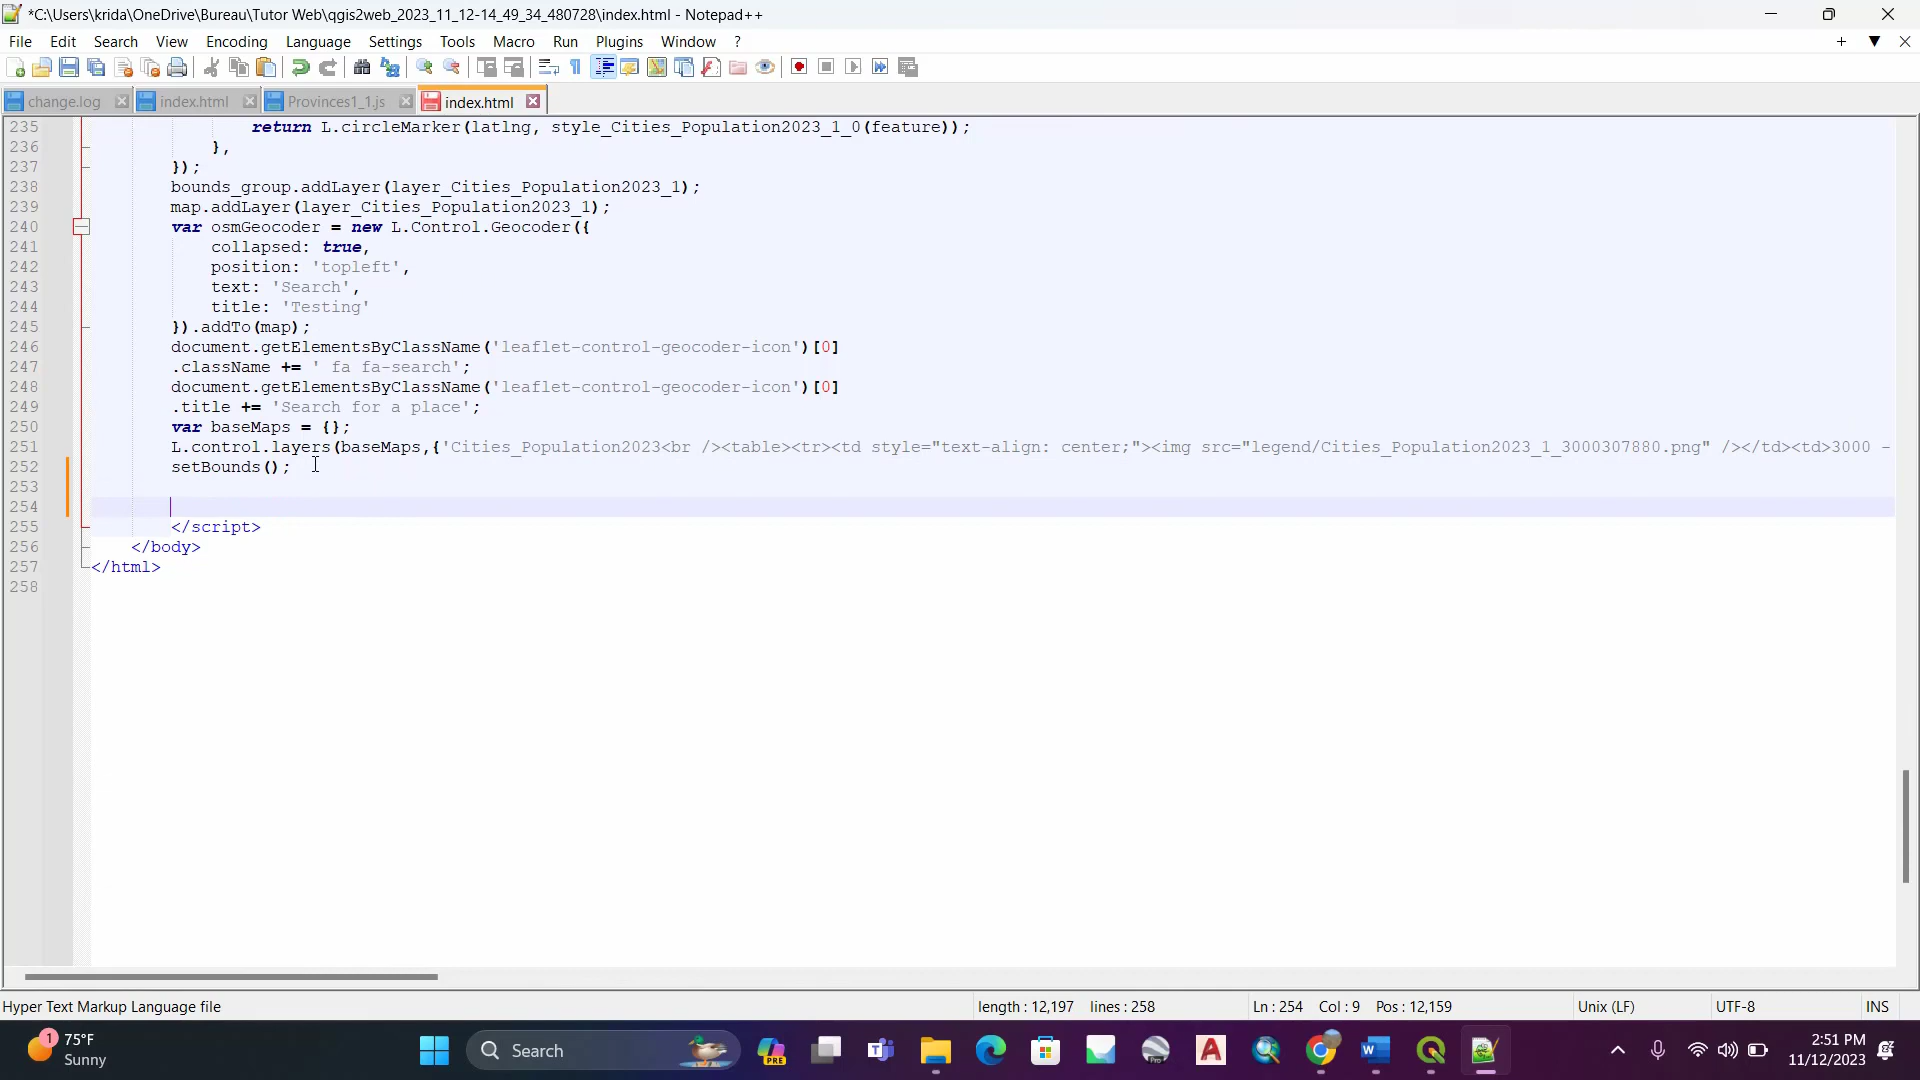 *C:\Users\krida\OneDrive\Bureau\Tutor Web\qgis2web_2023_11_12-14_49_34_480728\index.html - Notepad++
File Edit Search View Encoding Language Settings Tools Macro Run Plugins Window ?
change.log index.html Provinces1_1.js index.html
235 return L.circleMarker(latlng, style_Cities_Population2023_1_0(feature));
236 },
237 });
238 bounds_group.addLayer(layer_Cities_Population2023_1);
239 map.addLayer(layer_Cities_Population2023_1);
240 var osmGeocoder = new L.Control.Geocoder({
241 collapsed: true,
242 position: 'topleft',
243 text: 'Search',
244 title: 'Testing'
245 }).addTo(map);
246 document.getElementsByClassName('leaflet-control-geocoder-icon')[0]
247 .className += ' fa fa-search';
248 document.getElementsByClassName('leaflet-control-geocoder-icon')[0]
249 .title += 'Search for a place';
250 var baseMaps = {};
251 L.control.layers(baseMaps,{'Cities_Population2023<br /><table><tr><td style="text-align: center;"><img src="legend/Cities_Population2023_1_3000307880.png" /></td><td>3000 -
252 setBounds();
253
254
255 </script>
256 </body>
257 </html>
258
Hyper Text Markup Language file length : 12,197 lines : 258 Ln : 254 Col : 9 Pos : 12,159 Unix (LF) UTF-8 INS
1 75°F
Sunny
Search
PRE
Pro
2:51 PM
11/12/2023